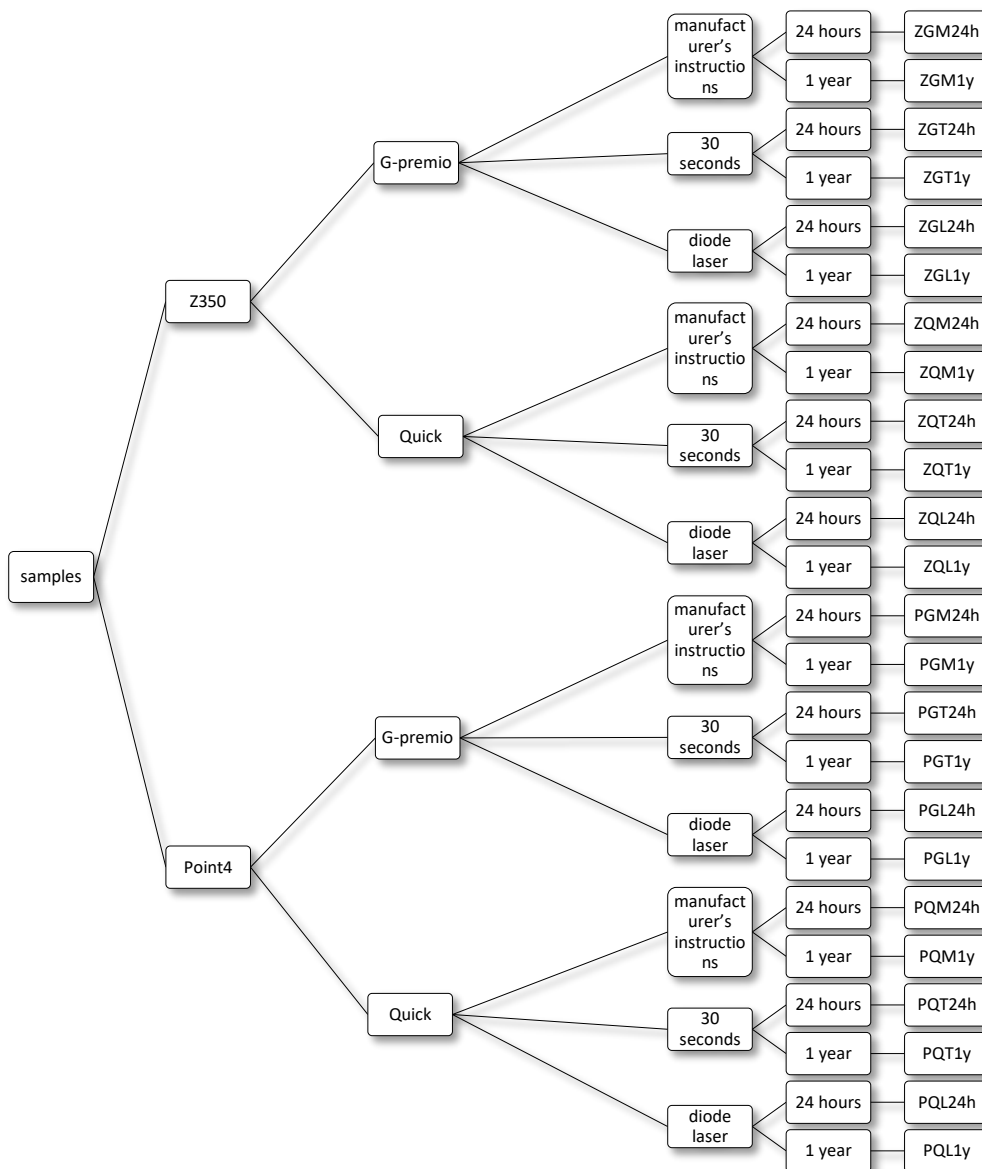 manufact
urer's
instructio
ns
24 hours
ZGM24h
1 year
ZGM1y
30
seconds
24 hours
ZGT24h
1 year
ZGT1y
G-premio
diode
laser
24 hours
ZGL24h
1 year
ZGL1y
Z350
manufact
urer's
instructio
ns
24 hours
ZQM24h
1 year
ZQM1y
Quick
30
seconds
24 hours
ZQT24h
1 year
ZQT1y
diode
laser
24 hours
ZQL24h
1 year
ZQL1y
samples
manufact
urer's
instructio
ns
24 hours
PGM24h
1 year
PGM1y
G-premio
30
seconds
24 hours
PGT24h
1 year
PGT1y
diode
laser
24 hours
PGL24h
1 year
PGL1y
Point4
manufact
urer's
instructio
ns
24 hours
PQM24h
1 year
PQM1y
Quick
30
seconds
24 hours
PQT24h
1 year
PQT1y
diode
laser
24 hours
PQL24h
1 year
PQL1y